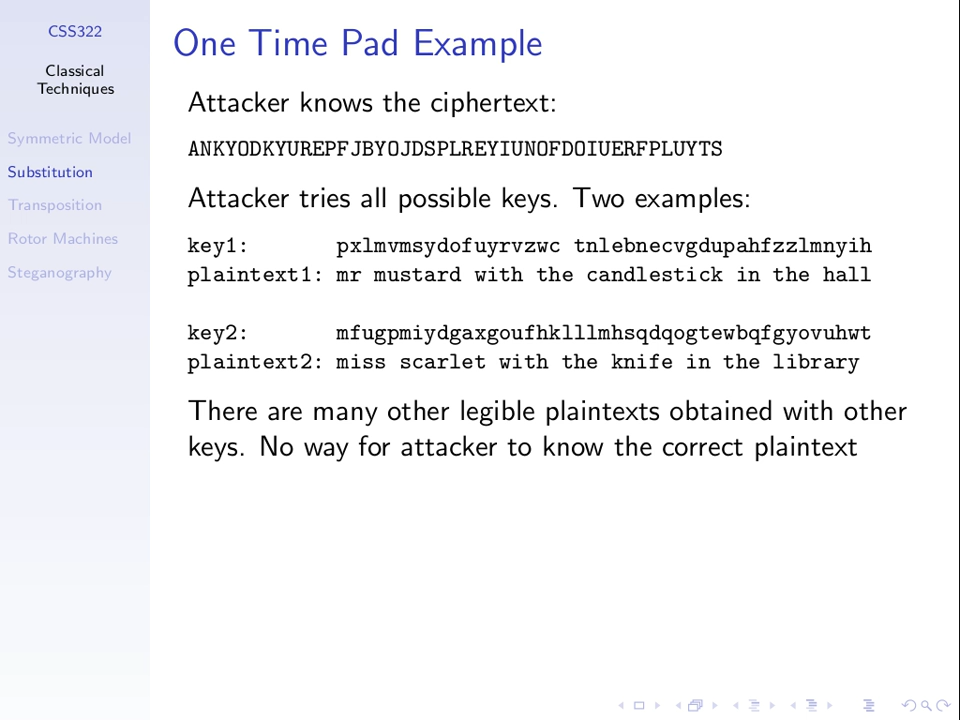 CSS322
Classical
Techniques
Symmetric Model
Substitution
Transposition
Rotor Machines
Steganography
One Time Pad Example
Attacker knows the ciphertext:
ANKYODKYUREPFJBYOJDSPLREYIUNOFDOIUERFPLUYTS
Attacker tries all possible keys. Two examples:
key1: pxlmvmsydofuyrvzwc tnlebnecvgdupahfzzlmnyih
plaintext1: mr mustard with the candlestick in the hall
key2: mfugpmiydgaxgoufhklllmhsqdqogtewbqfgyovuhwt
plaintext2: miss scarlet with the knife in the library
There are many other legible plaintexts obtained with other
keys. No way for attacker to know the correct plaintext